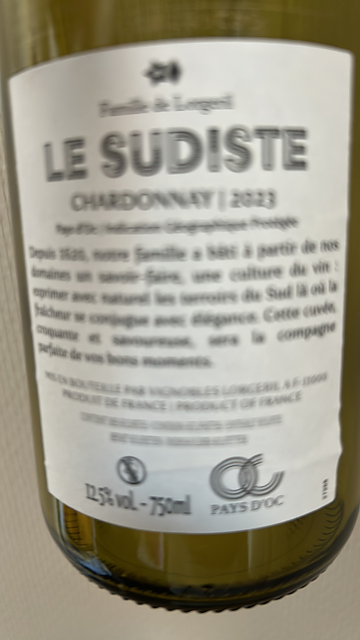 Famille de Lorgeril
LE SUDISTE
CHARDONNAY | 2023
Pays d'Oc Indication Géographique Protégée
Depuis 1620, notre famille a bâti à partir de nos
domaines un savoir-faire, une culture du vin :
exprimer avec naturel les terroirs du Sud là où la
fraîcheur se conjugue avec élégance. Cette cuvée,
croquante et savoureuse, sera la compagne
parfaite de vos bons moments.
MIS EN BOUTEILLE PAR VIGNOBLES LORGERIL A F-11610
PRODUIT DE FRANCE | PRODUCT OF FRANCE
12.5% vol. - 750ml
PAYS D'OC